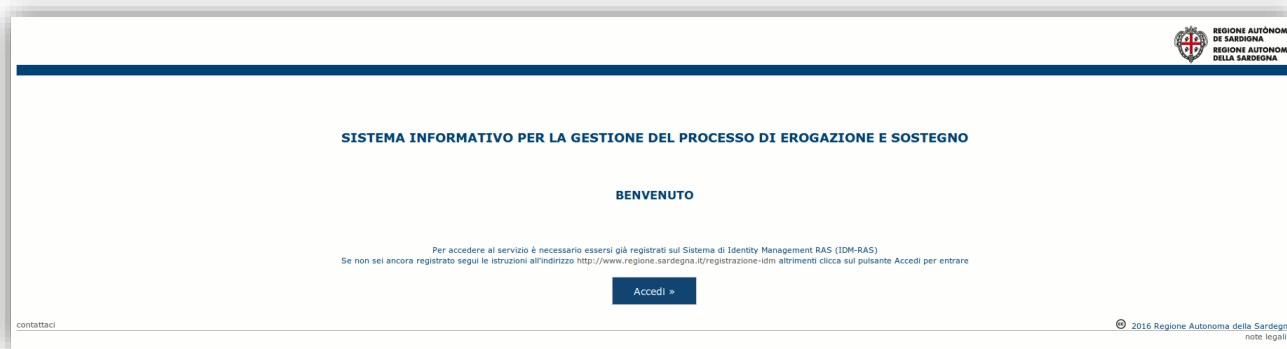 REGIONE AUTÒNOM
DE SARDIGNA
REGIONE AUTONOM
DELLA SARDEGNA
SISTEMA INFORMATIVO PER LA GESTIONE DEL PROCESSO DI EROGAZIONE E SOSTEGNO
BENVENUTO
Per accedere al servizio è necessario essersi già registrati sul Sistema di Identity Management RAS (IDM-RAS)
Se non sei ancora registrato segui le istruzioni all'indirizzo http://www.regione.sardegna.it/registrazione-idm altrimenti clicca sul pulsante Accedi per entrare
Accedi »
contattaci
2016 Regione Autonoma della Sardegn
note legali